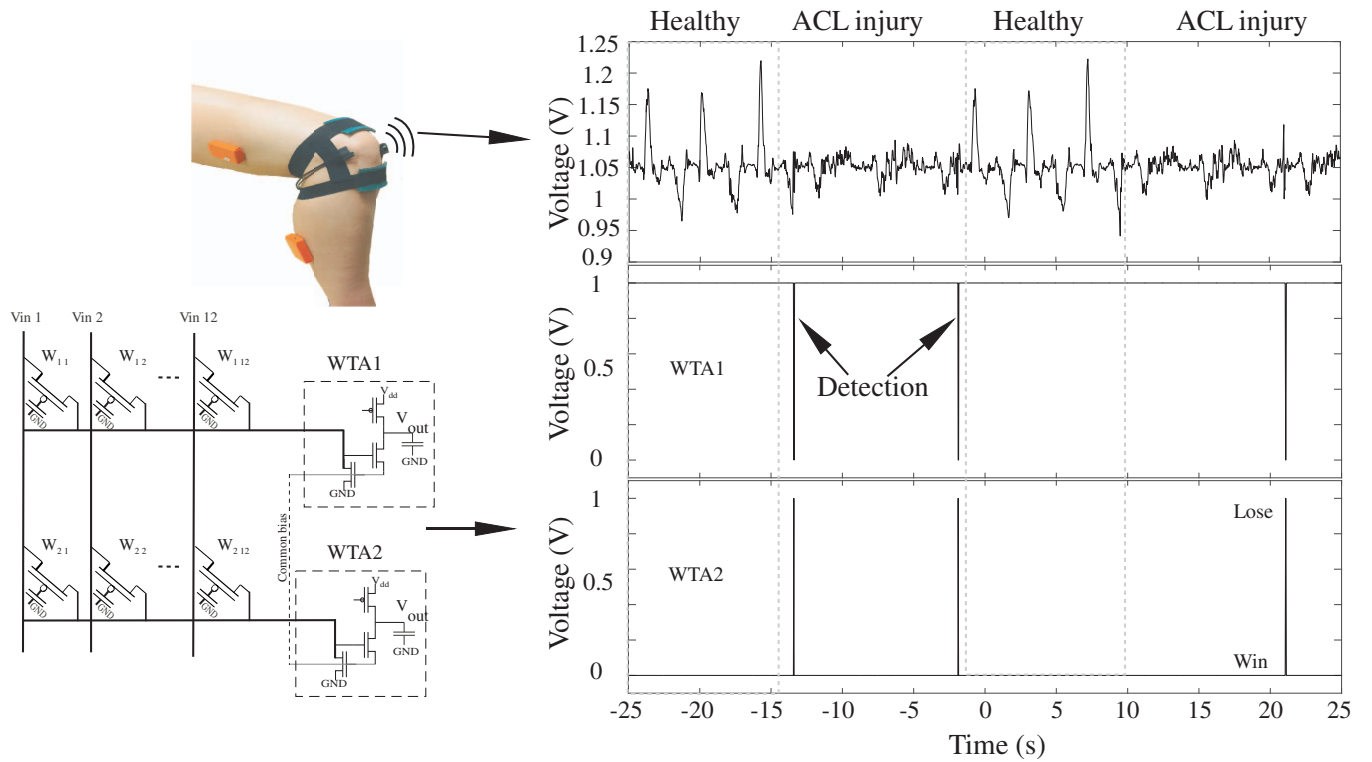 Healthy ACL injury Healthy ACL injury
1.25
1.2
1.15
1.1
1.05
1
0.95
0.9
Voltage (V)
Vin 1 Vin 2 Vin 12
W1 1 W1 2 W1 12
GND GND GND
WTA1
Vdd
Vout
GND
GND
Common bias
W2 1 W2 2 W2 12
GND GND GND
WTA2
Vdd
Vout
GND
GND
1
0.5
0
Voltage (V)
WTA1
Detection
1
0.5
0
Voltage (V)
WTA2
Lose
Win
-25 -20 -15 -10 -5 0 5 10 15 20 25
Time (s)